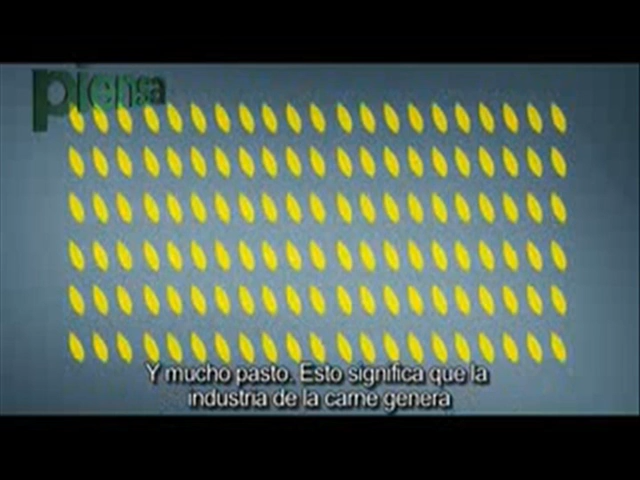 piensa
Y mucho pasto. Esto significa que la
industria de la carne genera